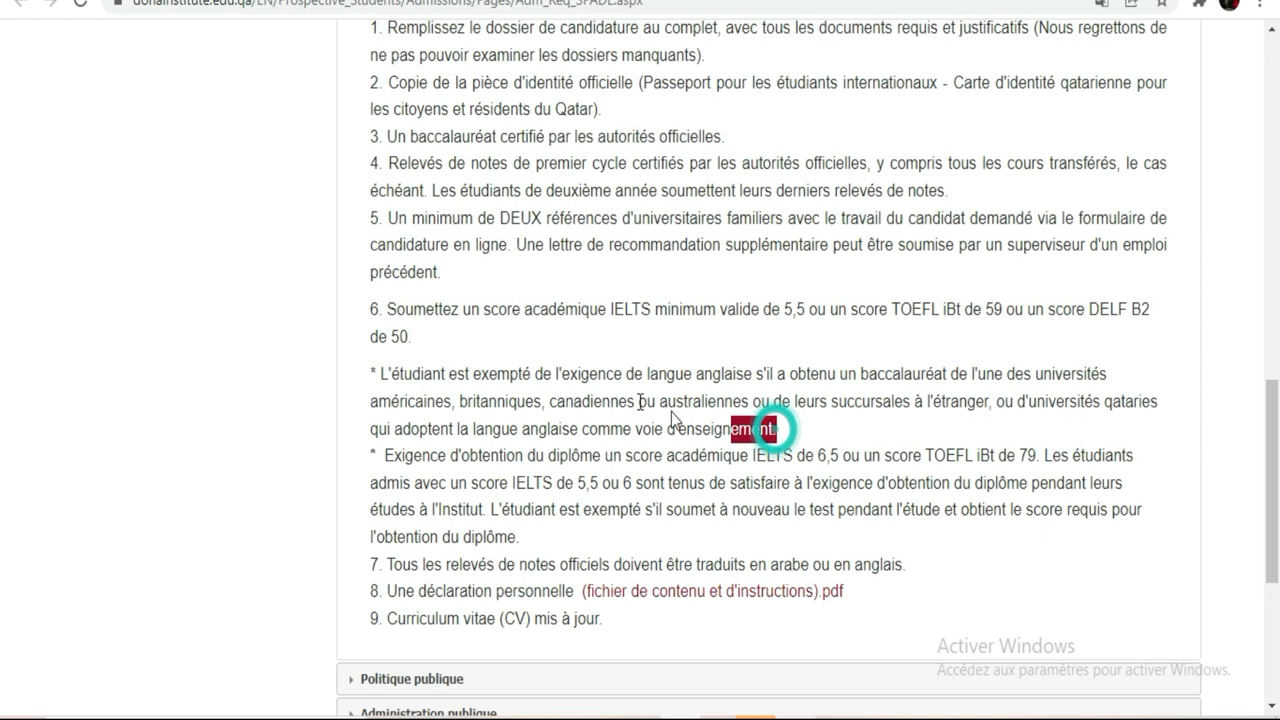 donainstitute.edu.qa/EN/Prospective_Students/Admissions/Pages/Adm_Req_SPADE.aspx
1. Remplissez le dossier de candidature au complet, avec tous les documents requis et justificatifs (Nous regrettons de
ne pas pouvoir examiner les dossiers manquants).
2. Copie de la pièce d'identité officielle (Passeport pour les étudiants internationaux - Carte d'identité qatarienne pour
les citoyens et résidents du Qatar).
3. Un baccalauréat certifié par les autorités officielles.
4. Relevés de notes de premier cycle certifiés par les autorités officielles, y compris tous les cours transférés, le cas
échéant. Les étudiants de deuxième année soumettent leurs derniers relevés de notes.
5. Un minimum de DEUX références d'universitaires familiers avec le travail du candidat demandé via le formulaire de
candidature en ligne. Une lettre de recommandation supplémentaire peut être soumise par un superviseur d'un emploi
précédent.
6. Soumettez un score académique IELTS minimum valide de 5,5 ou un score TOEFL iBt de 59 ou un score DELF B2
de 50.
* L'étudiant est exempté de l'exigence de langue anglaise s'il a obtenu un baccalauréat de l'une des universités
américaines, britanniques, canadiennes ou australiennes ou de leurs succursales à l'étranger, ou d'universités qataries
qui adoptent la langue anglaise comme voie d'enseignement.
* Exigence d'obtention du diplôme un score académique IELTS de 6,5 ou un score TOEFL iBt de 79. Les étudiants
admis avec un score IELTS de 5,5 ou 6 sont tenus de satisfaire à l'exigence d'obtention du diplôme pendant leurs
études à l'Institut. L'étudiant est exempté s'il soumet à nouveau le test pendant l'étude et obtient le score requis pour
l'obtention du diplôme.
7. Tous les relevés de notes officiels doivent être traduits en arabe ou en anglais.
8. Une déclaration personnelle (fichier de contenu et d'instructions).pdf
9. Curriculum vitae (CV) mis à jour.
Activer Windows
Accédez aux paramètres pour activer Windows.
Politique publique
Administration publique